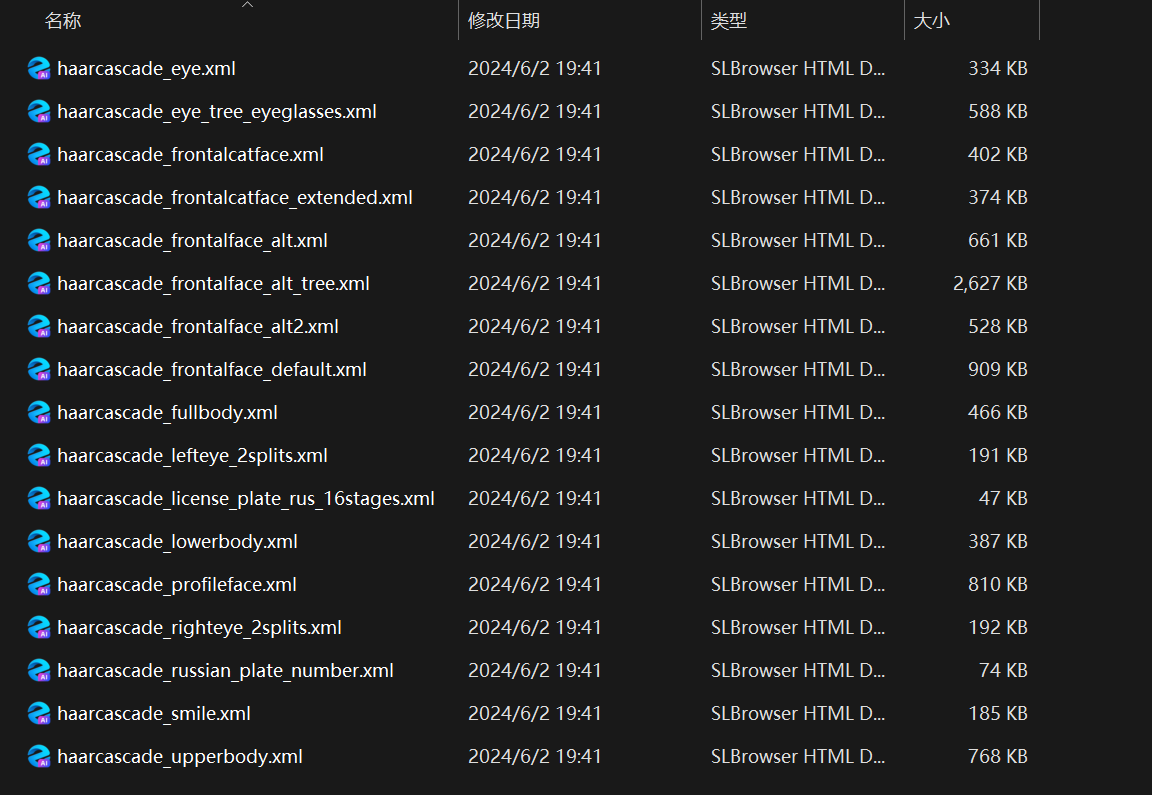 名称 修改日期 类型 大小
haarcascade_eye.xml 2024/6/2 19:41 SLBrowser HTML D... 334 KB
haarcascade_eye_tree_eyeglasses.xml 2024/6/2 19:41 SLBrowser HTML D... 588 KB
haarcascade_frontalcatface.xml 2024/6/2 19:41 SLBrowser HTML D... 402 KB
haarcascade_frontalcatface_extended.xml 2024/6/2 19:41 SLBrowser HTML D... 374 KB
haarcascade_frontalface_alt.xml 2024/6/2 19:41 SLBrowser HTML D... 661 KB
haarcascade_frontalface_alt_tree.xml 2024/6/2 19:41 SLBrowser HTML D... 2,627 KB
haarcascade_frontalface_alt2.xml 2024/6/2 19:41 SLBrowser HTML D... 528 KB
haarcascade_frontalface_default.xml 2024/6/2 19:41 SLBrowser HTML D... 909 KB
haarcascade_fullbody.xml 2024/6/2 19:41 SLBrowser HTML D... 466 KB
haarcascade_lefteye_2splits.xml 2024/6/2 19:41 SLBrowser HTML D... 191 KB
haarcascade_license_plate_rus_16stages.xml 2024/6/2 19:41 SLBrowser HTML D... 47 KB
haarcascade_lowerbody.xml 2024/6/2 19:41 SLBrowser HTML D... 387 KB
haarcascade_profileface.xml 2024/6/2 19:41 SLBrowser HTML D... 810 KB
haarcascade_righteye_2splits.xml 2024/6/2 19:41 SLBrowser HTML D... 192 KB
haarcascade_russian_plate_number.xml 2024/6/2 19:41 SLBrowser HTML D... 74 KB
haarcascade_smile.xml 2024/6/2 19:41 SLBrowser HTML D... 185 KB
haarcascade_upperbody.xml 2024/6/2 19:41 SLBrowser HTML D... 768 KB